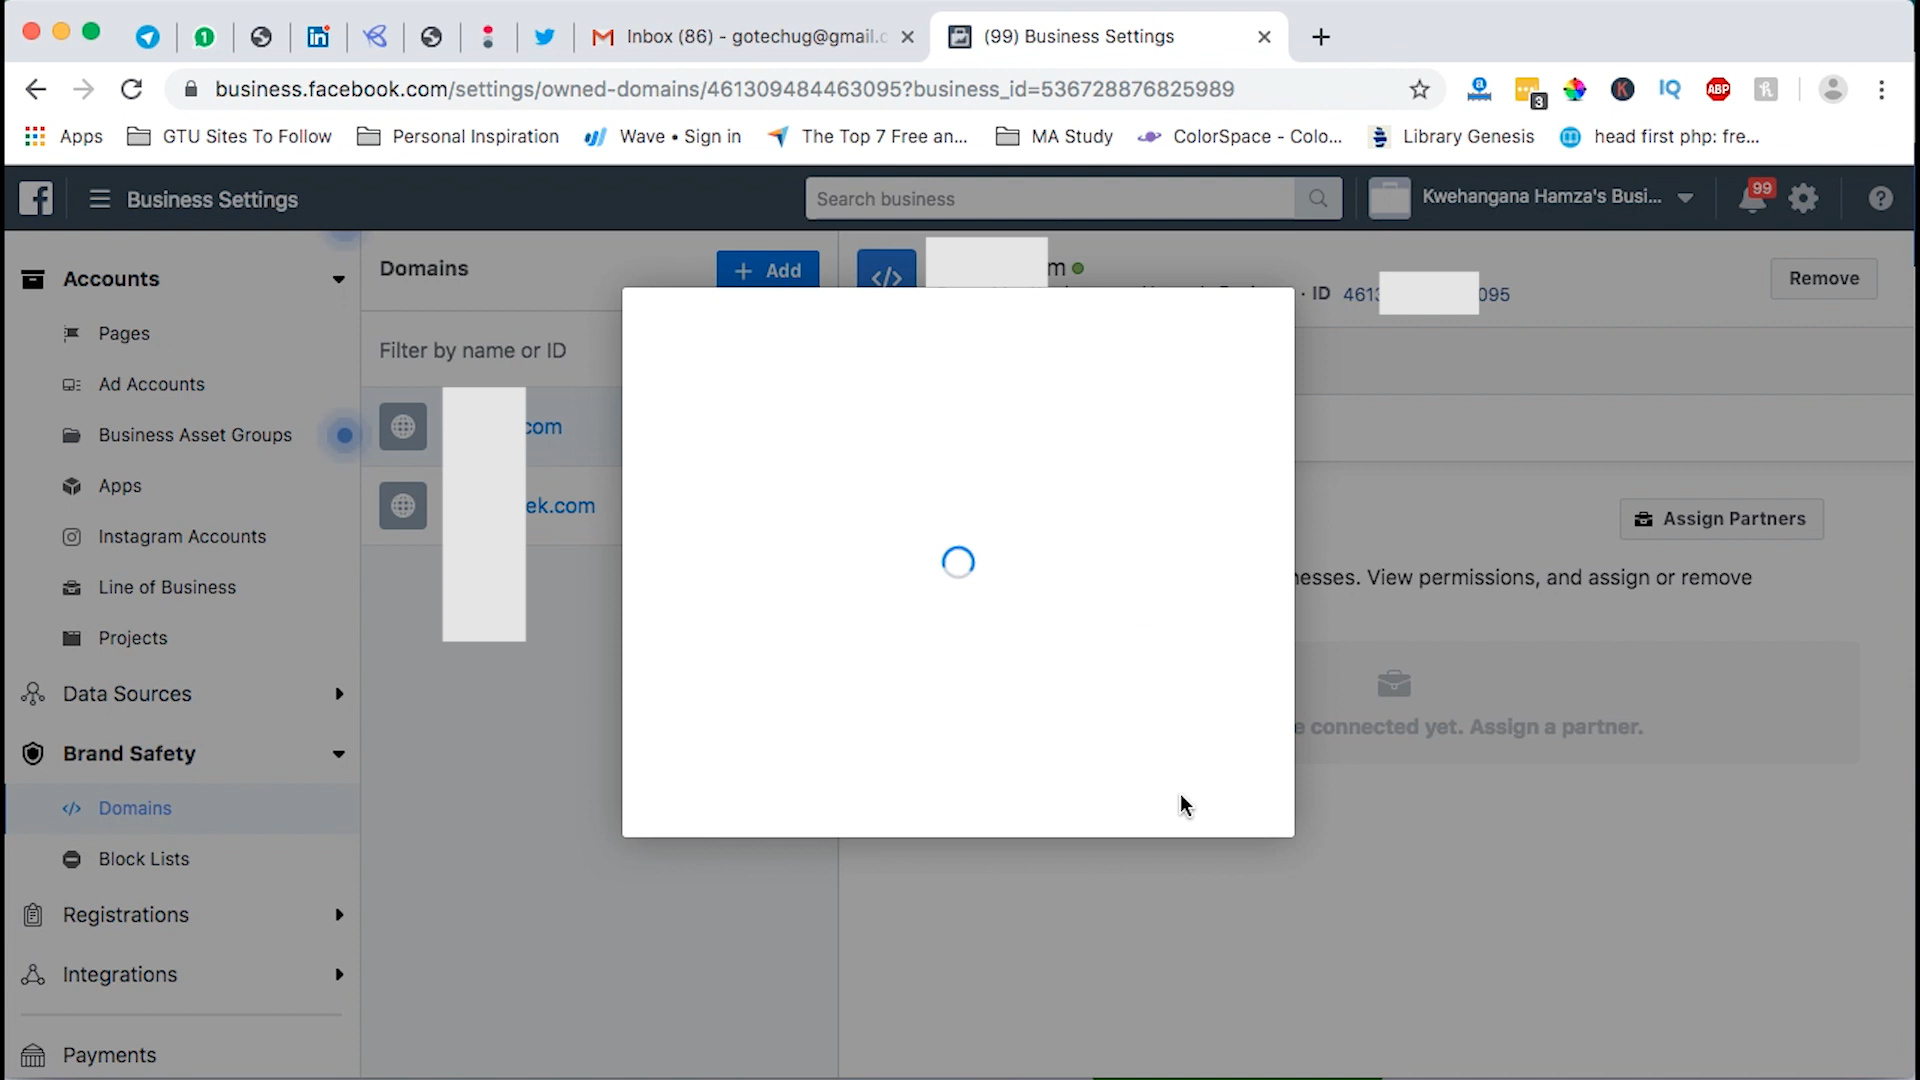 Inbox (86) - gotechug@gmail.c
(99) Business Settings
business.facebook.com/settings/owned-domains/461309484463095?business_id=536728876825989
3
IQ
ABP
Apps
GTU Sites To Follow
Personal Inspiration
Wave • Sign in
The Top 7 Free an...
MA Study
ColorSpace - Colo...
Library Genesis
head first php: fre...
Business Settings
Search business
Kwehangana Hamza's Busi...
99
Accounts
Pages
Ad Accounts
Business Asset Groups
Apps
Instagram Accounts
Line of Business
Projects
Data Sources
Brand Safety
Domains
Block Lists
Registrations
Integrations
Payments
Domains
+ Add
Filter by name or ID
com
ek.com
m
· ID 461 095
Remove
Assign Partners
nesses. View permissions, and assign or remove
e connected yet. Assign a partner.